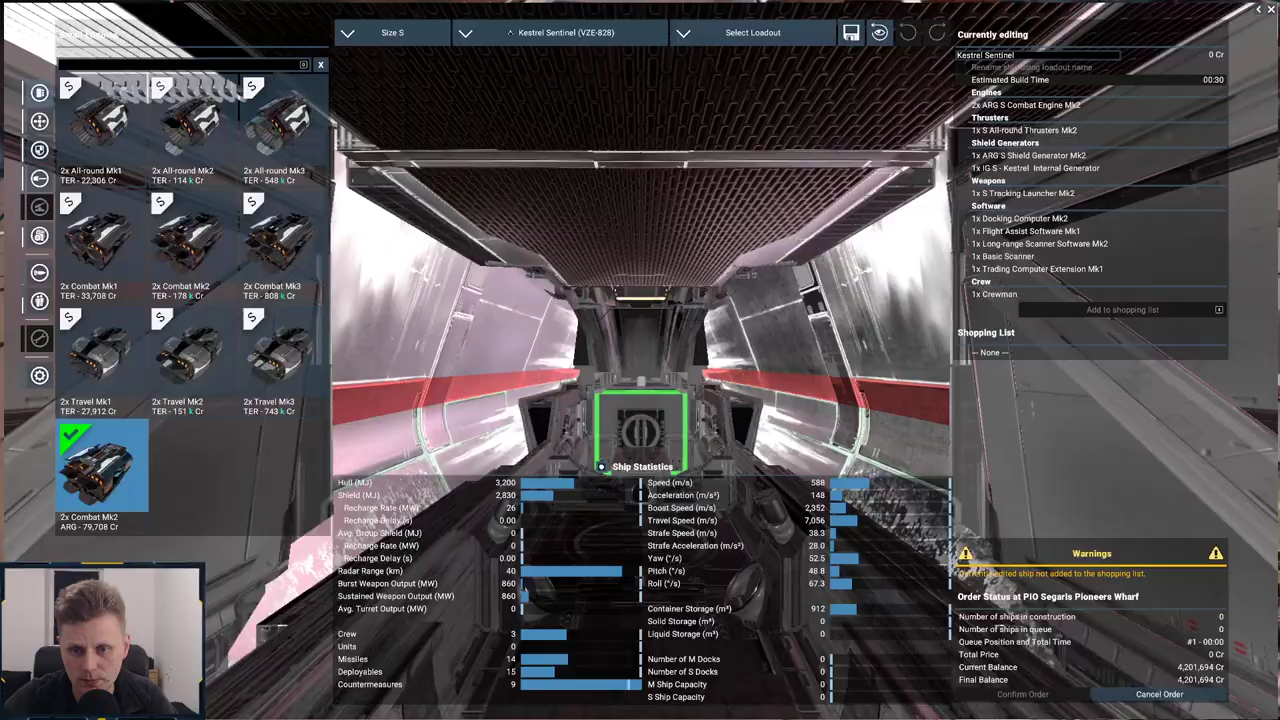 Size S
Kestrel Sentinel (VZE-828)
Select Loadout
x
2x All-round Mk1
TER - 22,306 Cr
2x All-round Mk2
TER - 114 k Cr
2x All-round Mk3
TER - 548 k Cr
2x Combat Mk1
TER - 33,708 Cr
2x Combat Mk2
TER - 178 k Cr
2x Combat Mk3
TER - 808 k Cr
2x Travel Mk1
TER - 27,912 Cr
2x Travel Mk2
TER - 151 k Cr
2x Travel Mk3
TER - 743 k Cr
2x Combat Mk2
ARG - 79,708 Cr
Ship Statistics
Hull (MJ) 3,200
Shield (MJ) 2,830
Recharge Rate (MW) 26
Recharge Delay (s) 0.00
Avg. Group Shield (MJ) 0
Recharge Rate (MW) 0
Recharge Delay (s) 0.00
Radar Range (km) 40
Burst Weapon Output (MW) 860
Sustained Weapon Output (MW) 860
Avg. Turret Output (MW) 0
Crew 3
Units 0
Missiles 14
Deployables 15
Countermeasures 9
Speed (m/s) 588
Acceleration (m/s²) 148
Boost Speed (m/s) 2,352
Travel Speed (m/s) 7,056
Strafe Speed (m/s) 38.3
Strafe Acceleration (m/s²) 28.0
Yaw (°/s) 52.5
Pitch (°/s) 48.8
Roll (°/s) 67.3
Container Storage (m³) 912
Solid Storage (m³) 0
Liquid Storage (m³) 0
Number of M Docks 0
Number of S Docks 0
M Ship Capacity 0
S Ship Capacity 0
Currently editing
Kestrel Sentinel 0 Cr
Estimated Build Time 00:30
Engines
2x ARG S Combat Engine Mk2
Thrusters
1x S All-round Thrusters Mk2
Shield Generators
1x ARG S Shield Generator Mk2
1x IG S - Kestrel Internal Generator
Weapons
1x S Tracking Launcher Mk2
Software
1x Docking Computer Mk2
1x Flight Assist Software Mk1
1x Long-range Scanner Software Mk2
1x Basic Scanner
1x Trading Computer Extension Mk1
Crew
1x Crewman
Add to shopping list
Shopping List
-- None --
Warnings
Currently edited ship not added to the shopping list.
Order Status at PIO Segaris Pioneers Wharf
Number of ships in construction 0
Number of ships in queue 0
Queue Position and Total Time #1 - 00:00
Total Price 0 Cr
Current Balance 4,201,694 Cr
Final Balance 4,201,694 Cr
Confirm Order
Cancel Order